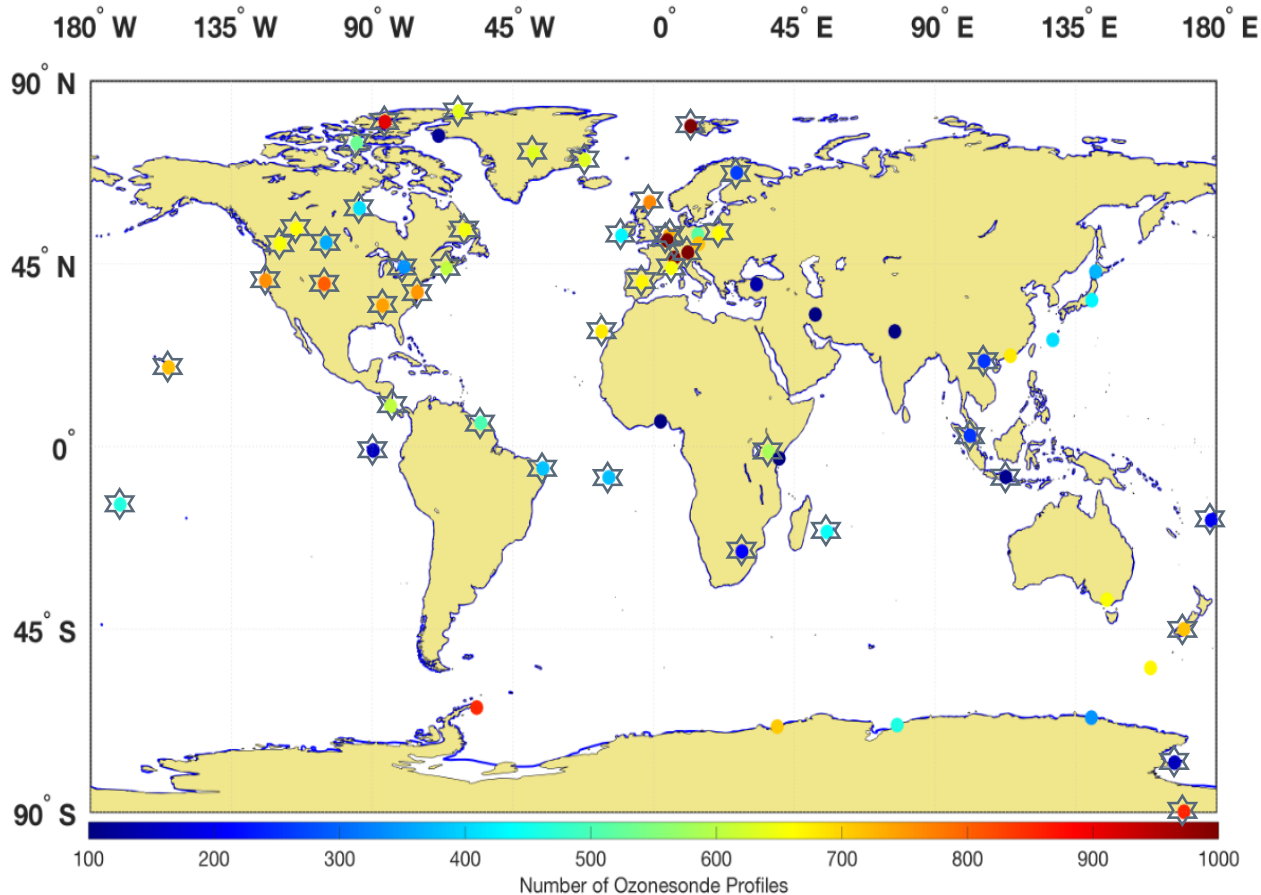 180° W 135° W 90° W 45° W 0° 45° E 90° E 135° E 180° E
90° N
45° N
0°
45° S
90° S
100 200 300 400 500 600 700 800 900 1000
Number of Ozonesonde Profiles